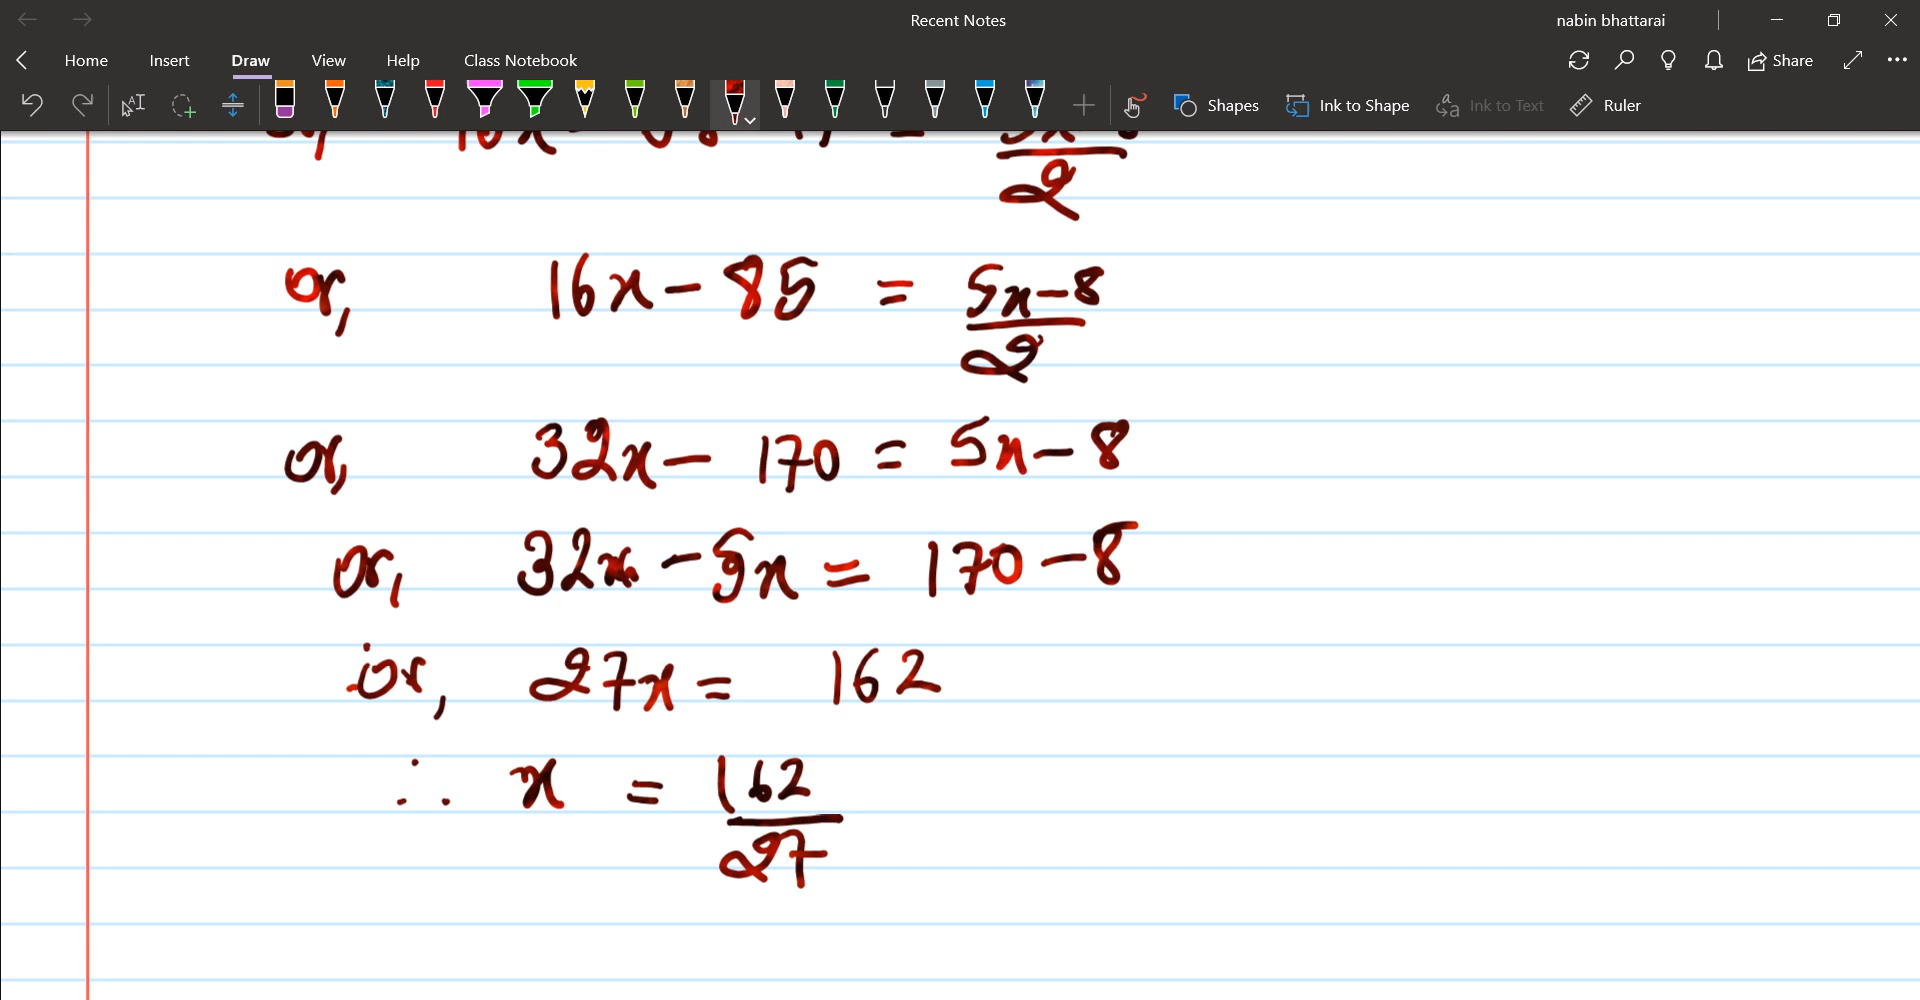 Recent Notes
nabin bhattarai
Home Insert Draw View Help Class Notebook
Share
Shapes Ink to Shape Ink to Text Ruler
2
or, 16x - 85 = 5x-8
2
or, 32x - 170 = 5x - 8
or, 32x - 5x = 170 - 8
or, 27x = 162
∴ x = 162
27